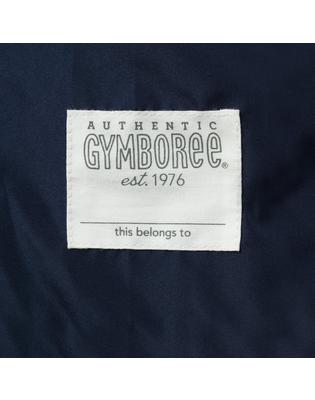 AUTHENTIC
GYMBOREE®
est. 1976
this belongs to